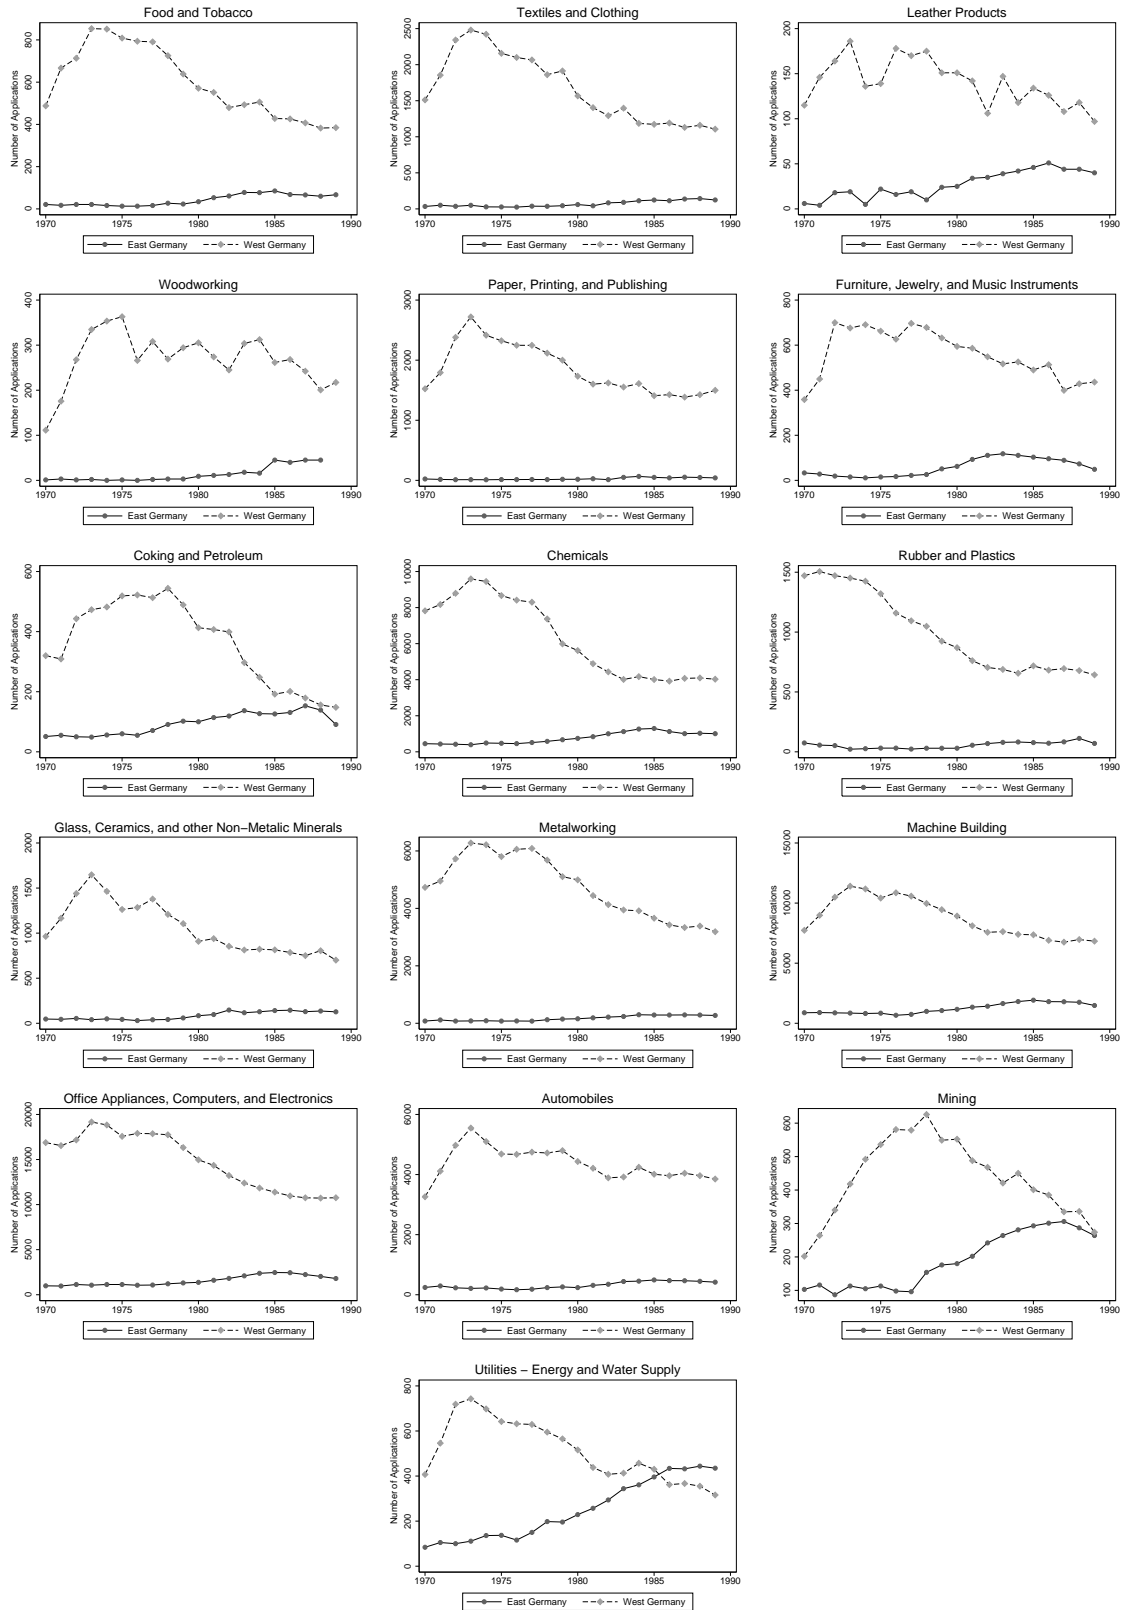 Food and Tobacco
Number of Applications
0 200 400 600 800
1970 1975 1980 1985 1990
East Germany West Germany
Textiles and Clothing
Number of Applications
0 500 1000 1500 2000 2500
1970 1975 1980 1985 1990
East Germany West Germany
Leather Products
Number of Applications
0 50 100 150 200
1970 1975 1980 1985 1990
East Germany West Germany
Woodworking
Number of Applications
0 100 200 300 400
1970 1975 1980 1985 1990
East Germany West Germany
Paper, Printing, and Publishing
Number of Applications
0 1000 2000 3000
1970 1975 1980 1985 1990
East Germany West Germany
Furniture, Jewelry, and Music Instruments
Number of Applications
0 200 400 600 800
1970 1975 1980 1985 1990
East Germany West Germany
Coking and Petroleum
Number of Applications
0 200 400 600
1970 1975 1980 1985 1990
East Germany West Germany
Chemicals
Number of Applications
0 2000 4000 6000 8000 10000
1970 1975 1980 1985 1990
East Germany West Germany
Rubber and Plastics
Number of Applications
0 500 1000 1500
1970 1975 1980 1985 1990
East Germany West Germany
Glass, Ceramics, and other Non−Metalic Minerals
Number of Applications
0 500 1000 1500 2000
1970 1975 1980 1985 1990
East Germany West Germany
Metalworking
Number of Applications
0 2000 4000 6000
1970 1975 1980 1985 1990
East Germany West Germany
Machine Building
Number of Applications
0 5000 10000 15000
1970 1975 1980 1985 1990
East Germany West Germany
Office Appliances, Computers, and Electronics
Number of Applications
0 5000 10000 15000 20000
1970 1975 1980 1985 1990
East Germany West Germany
Automobiles
Number of Applications
0 2000 4000 6000
1970 1975 1980 1985 1990
East Germany West Germany
Mining
Number of Applications
100 200 300 400 500 600
1970 1975 1980 1985 1990
East Germany West Germany
Utilities − Energy and Water Supply
Number of Applications
0 200 400 600 800
1970 1975 1980 1985 1990
East Germany West Germany